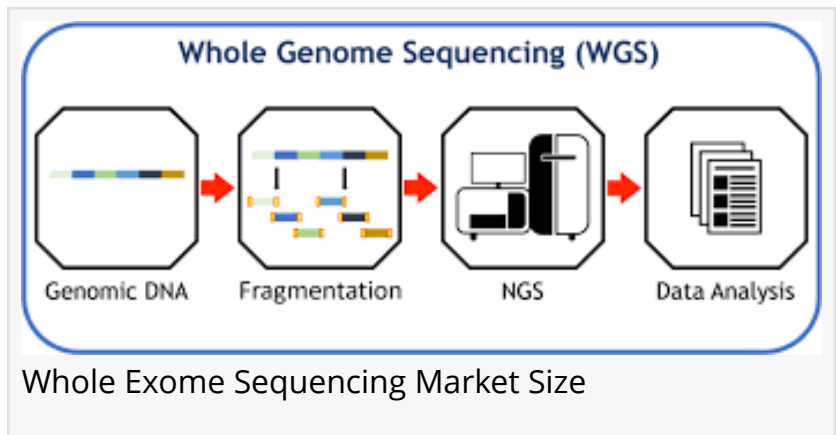 Whole Genome Sequencing (WGS)
Genomic DNA
Fragmentation
NGS
Data Analysis
Whole Exome Sequencing Market Size